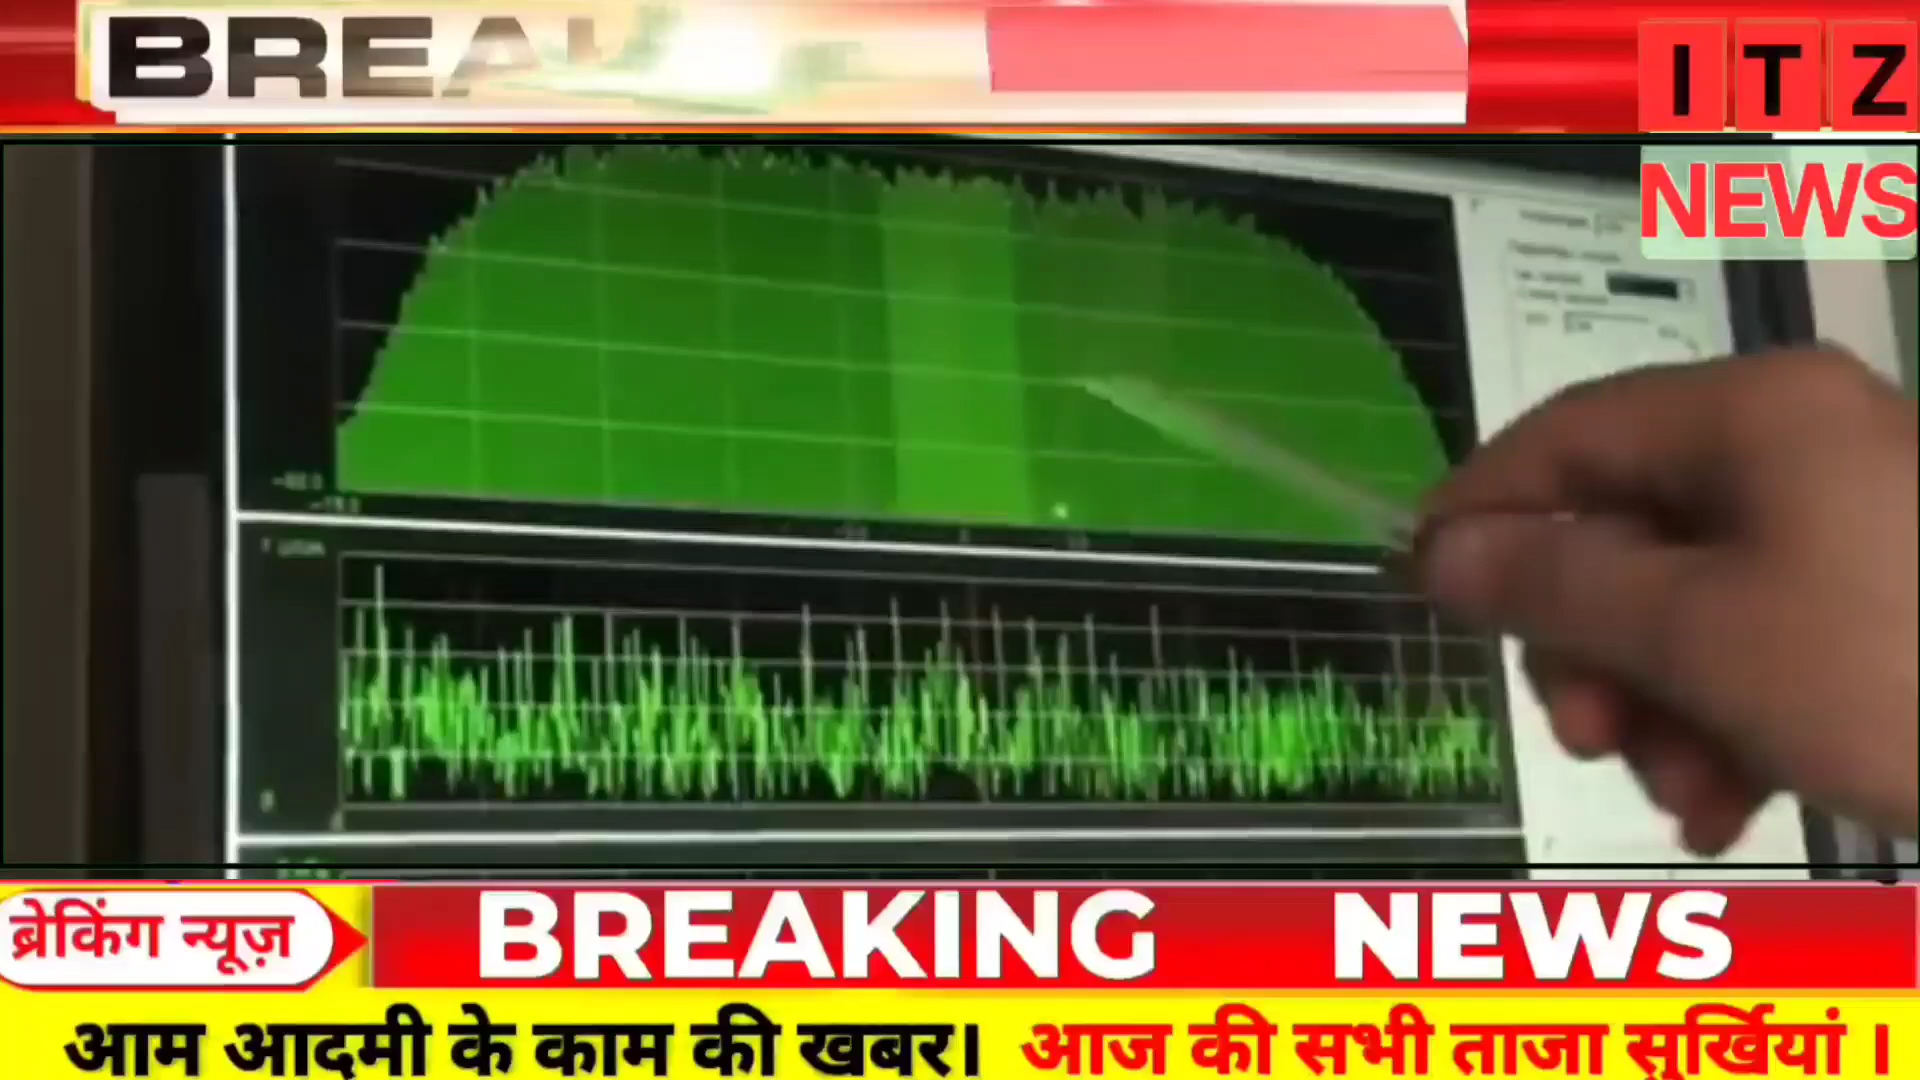 BREA
I T Z
NEWS
ब्रेकिंग न्यूज़
BREAKING NEWS
आम आदमी के काम की खबर। आज की सभी ताजा सुर्खियां ।